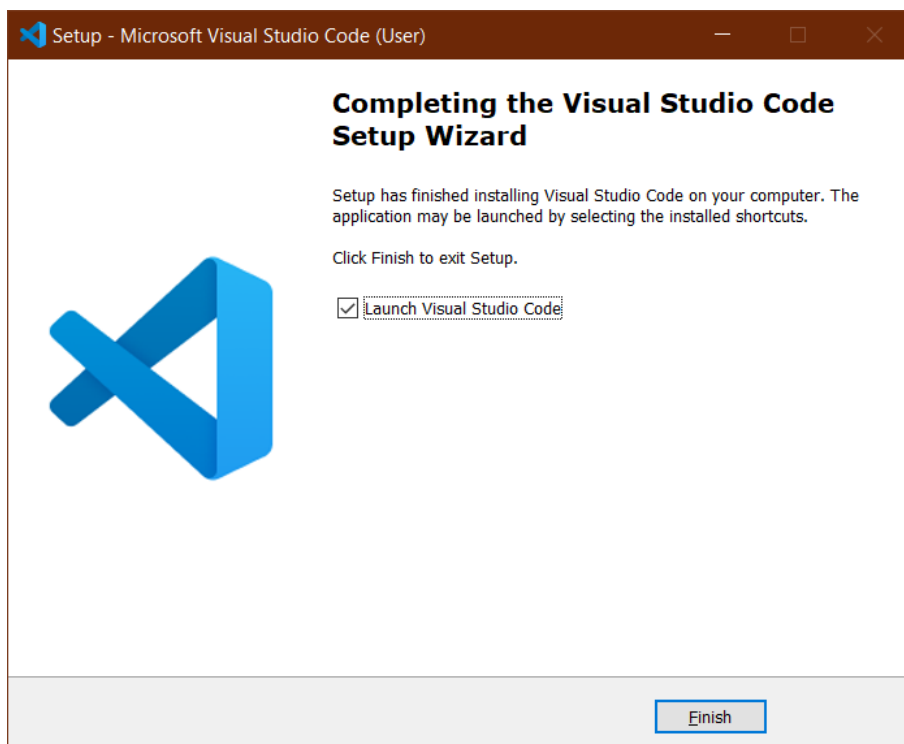 Setup - Microsoft Visual Studio Code (User)
Completing the Visual Studio Code
Setup Wizard
Setup has finished installing Visual Studio Code on your computer. The
application may be launched by selecting the installed shortcuts.
Click Finish to exit Setup.
Launch Visual Studio Code
Finish